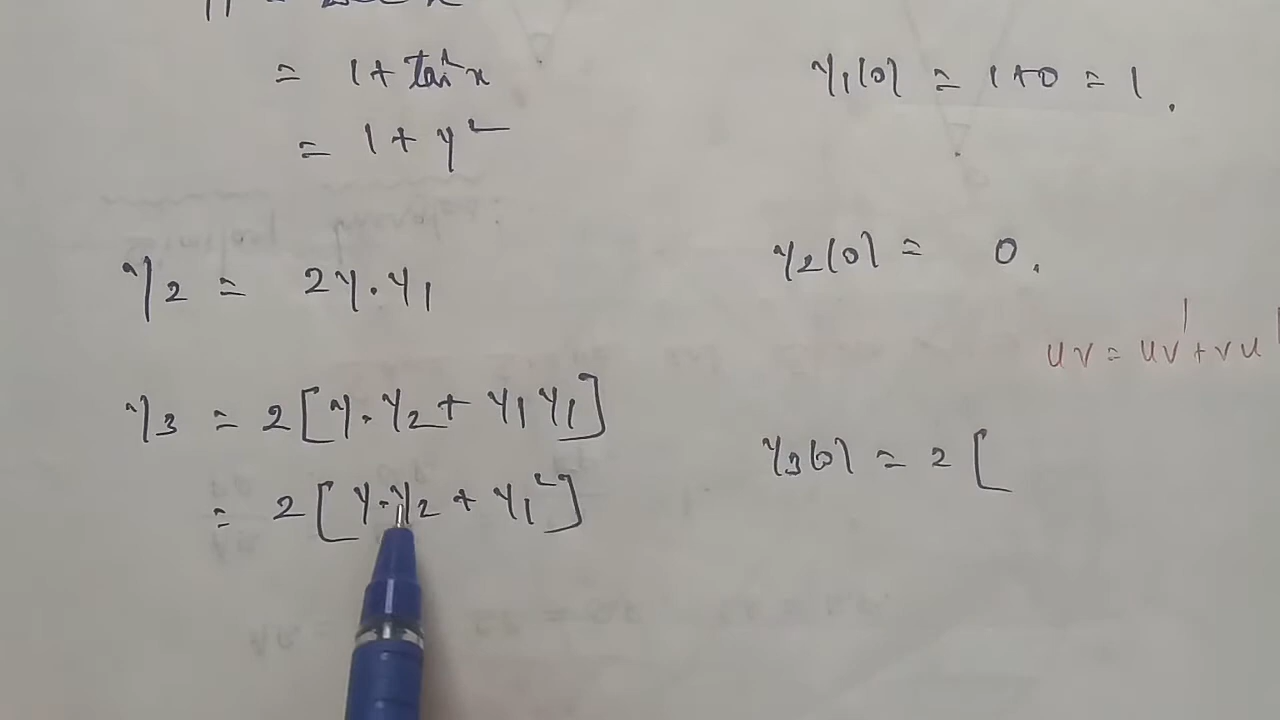 = 1 + tan²x
y₁(0) = 1+0 = 1.
= 1 + y²
y₂ = 2y.y₁
y₂(0) = 0.
uv = uv' + vu'
y₃ = 2[y.y₂ + y₁ y₁]
y₃(0) = 2[
= 2[y.y₂ + y₁²]